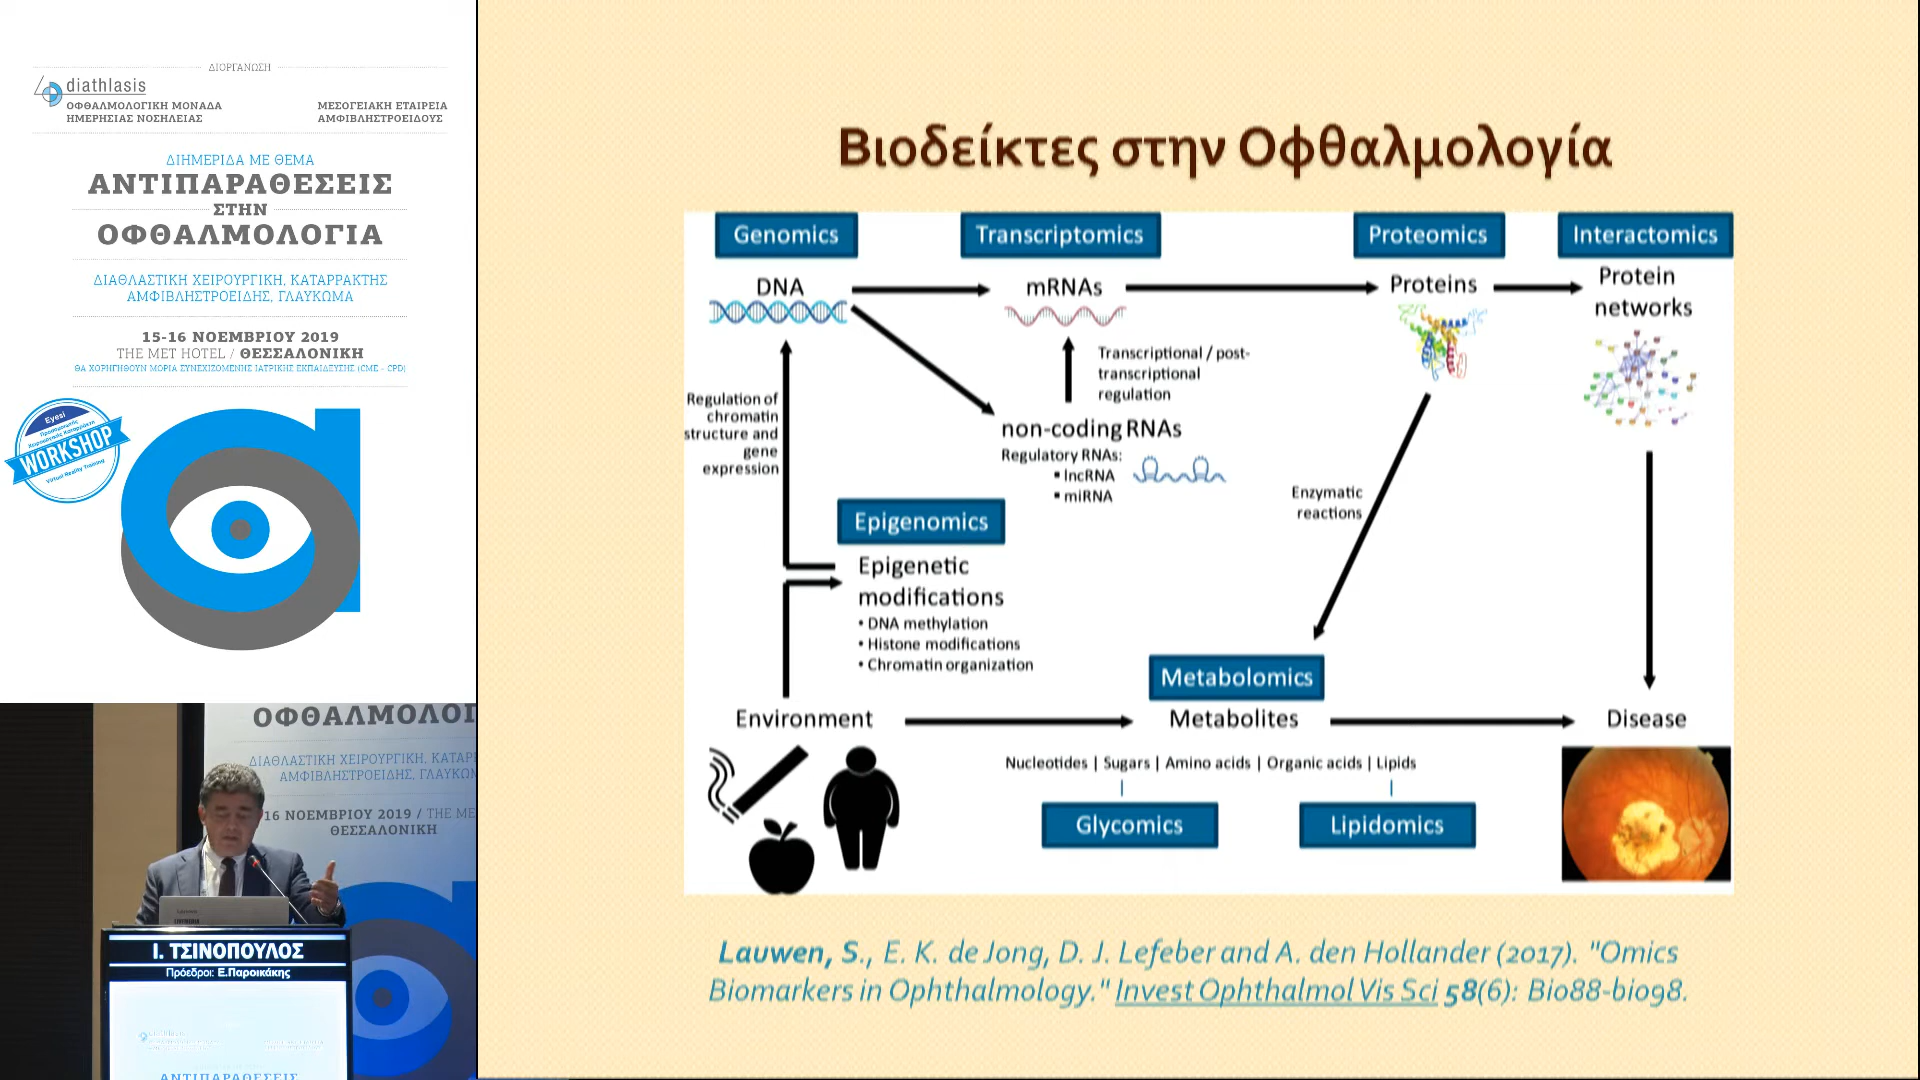 ΔΙΟΡΓΑΝΩΣΗ
diathlasis
ΟΦΘΑΛΜΟΛΟΓΙΚΗ ΜΟΝΑΔΑ
ΗΜΕΡΗΣΙΑΣ ΝΟΣΗΛΕΙΑΣ
ΜΕΣΟΓΕΙΑΚΗ ΕΤΑΙΡΕΙΑ
ΑΜΦΙΒΛΗΣΤΡΟΕΙΔΟΥΣ
ΔΙΗΜΕΡΙΔΑ ΜΕ ΘΕΜΑ
ΑΝΤΙΠΑΡΑΘΕΣΕΙΣ
ΣΤΗΝ
ΟΦΘΑΛΜΟΛΟΓΙΑ
ΔΙΑΘΛΑΣΤΙΚΗ ΧΕΙΡΟΥΡΓΙΚΗ, ΚΑΤΑΡΡΑΚΤΗΣ
ΑΜΦΙΒΛΗΣΤΡΟΕΙΔΗΣ, ΓΛΑΥΚΩΜΑ
15-16 ΝΟΕΜΒΡΙΟΥ 2019
THE MET HOTEL / ΘΕΣΣΑΛΟΝΙΚΗ
ΘΑ ΧΟΡΗΓΗΘΟΥΝ ΜΟΡΙΑ ΣΥΝΕΧΙΖΟΜΕΝΗΣ ΙΑΤΡΙΚΗΣ ΕΚΠΑΙΔΕΥΣΗΣ (CME - CPD)
Eyesi
WORKSHOP
Virtual Reality Training
ΟΦΘΑΛΜΟΛΟΓ
ΔΙΑΘΛΑΣΤΙΚΗ ΧΕΙΡΟΥΡΓΙΚΗ, ΚΑΤΑΡ
ΑΜΦΙΒΛΗΣΤΡΟΕΙΔΗΣ, ΓΛΑΥΚΩΜ
16 ΝΟΕΜΒΡΙΟΥ 2019 / THE ME
ΘΕΣΣΑΛΟΝΙΚΗ
Ι. ΤΣΙΝΟΠΟΥΛΟΣ
Πρόεδροι: Ε.Παροικάκης
ΑΝΤΙΠΑΡΑΘΕΣΕΙΣ
Βιοδείκτες στην Οφθαλμολογία
Genomics
Transcriptomics
Proteomics
Interactomics
DNA
mRNAs
Proteins
Protein
networks
Transcriptional / post-
transcriptional
regulation
Regulation of
chromatin
structure and
gene
expression
non-coding RNAs
Regulatory RNAs:
▪ lncRNA
▪ miRNA
Enzymatic
reactions
Epigenomics
Epigenetic
modifications
• DNA methylation
• Histone modifications
• Chromatin organization
Metabolomics
Environment
Metabolites
Disease
Nucleotides | Sugars | Amino acids | Organic acids | Lipids
Glycomics
Lipidomics
Lauwen, S., E. K. de Jong, D. J. Lefeber and A. den Hollander (2017). "Omics
Biomarkers in Ophthalmology." Invest Ophthalmol Vis Sci 58(6): Bio88-bio98.